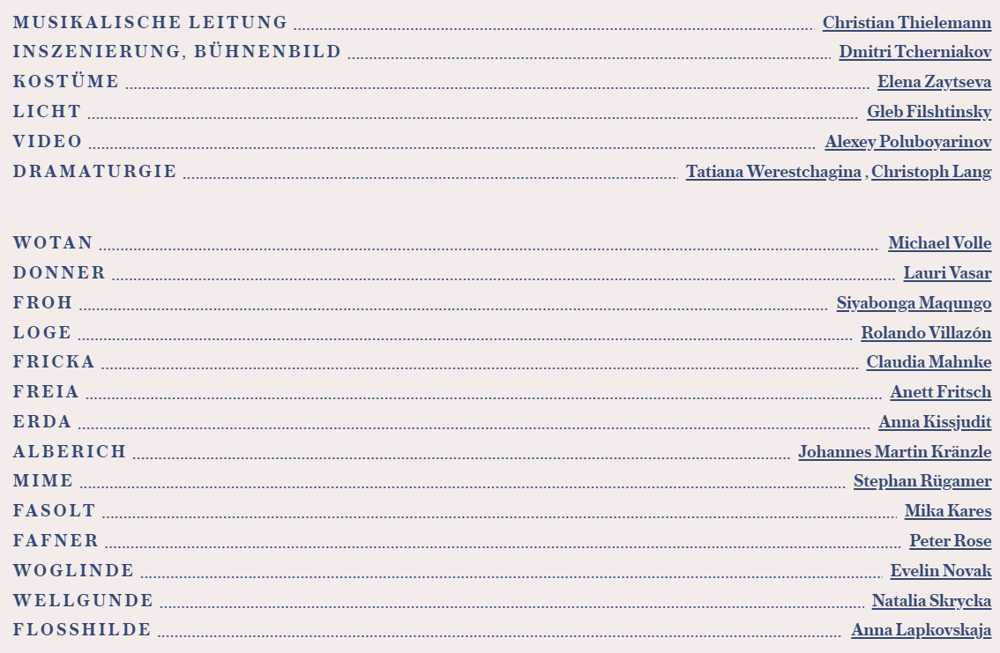 MUSIKALISCHE LEITUNG Christian Thielemann
INSZENIERUNG, BÜHNENBILD Dmitri Tcherniakov
KOSTÜME Elena Zaytseva
LICHT Gleb Filshtinsky
VIDEO Alexey Poluboyarinov
DRAMATURGIE Tatiana Werestchagina , Christoph Lang
WOTAN Michael Volle
DONNER Lauri Vasar
FROH Siyabonga Maqungo
LOGE Rolando Villazón
FRICKA Claudia Mahnke
FREIA Anett Fritsch
ERDA Anna Kissjudit
ALBERICH Johannes Martin Kränzle
MIME Stephan Rügamer
FASOLT Mika Kares
FAFNER Peter Rose
WOGLINDE Evelin Novak
WELLGUNDE Natalia Skrycka
FLOSSHILDE Anna Lapkovskaja